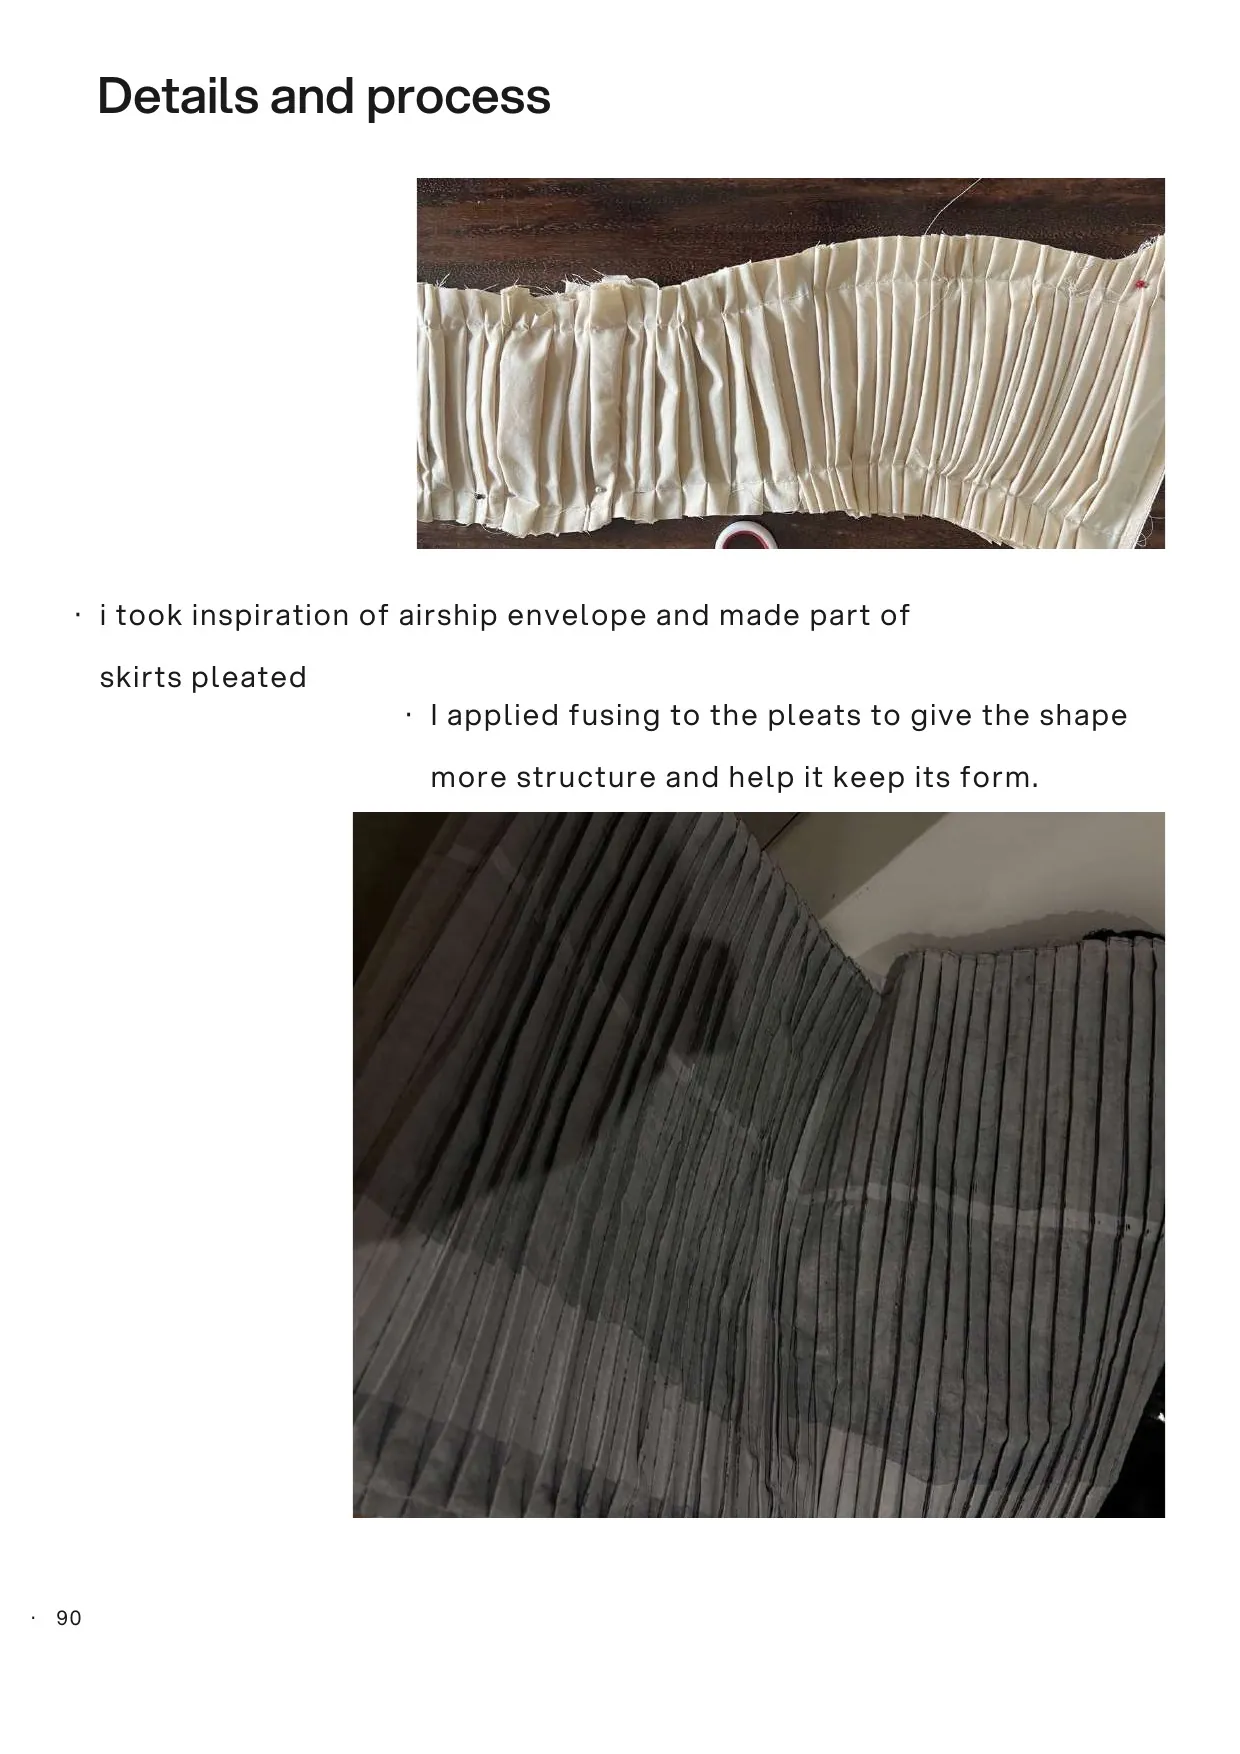 Details and process
· i took inspiration of airship envelope and made part of
skirts pleated
· I applied fusing to the pleats to give the shape
more structure and help it keep its form.
· 90